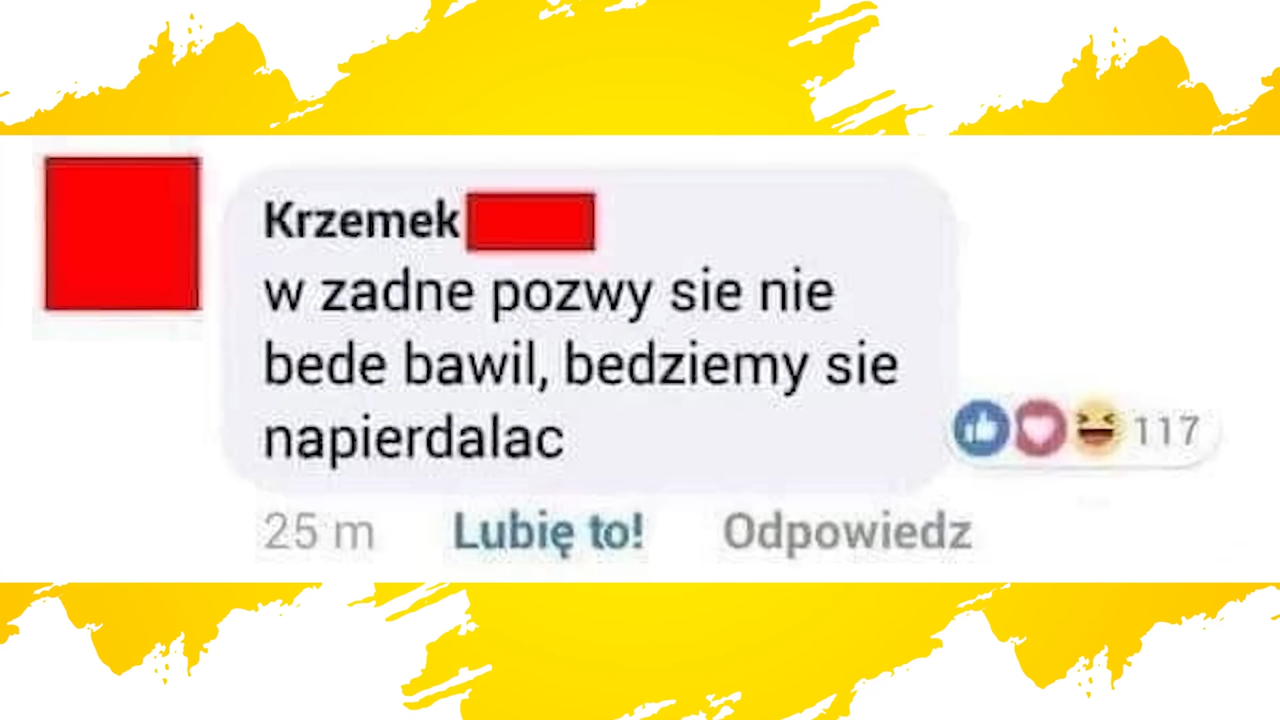 Krzemek
w zadne pozwy sie nie
bede bawil, bedziemy sie
napierdalac
117
25 m Lubię to! Odpowiedz